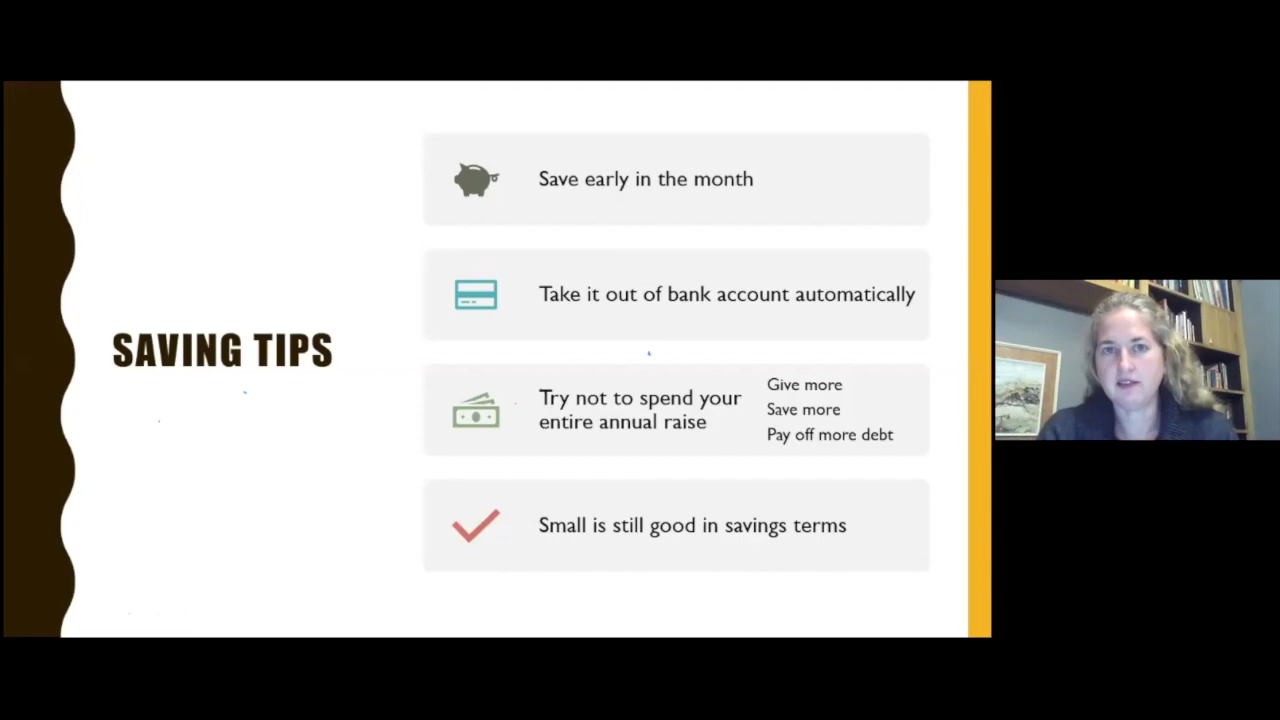 SAVING TIPS
Save early in the month
Take it out of bank account automatically
Try not to spend your
entire annual raise
Give more
Save more
Pay off more debt
Small is still good in savings terms